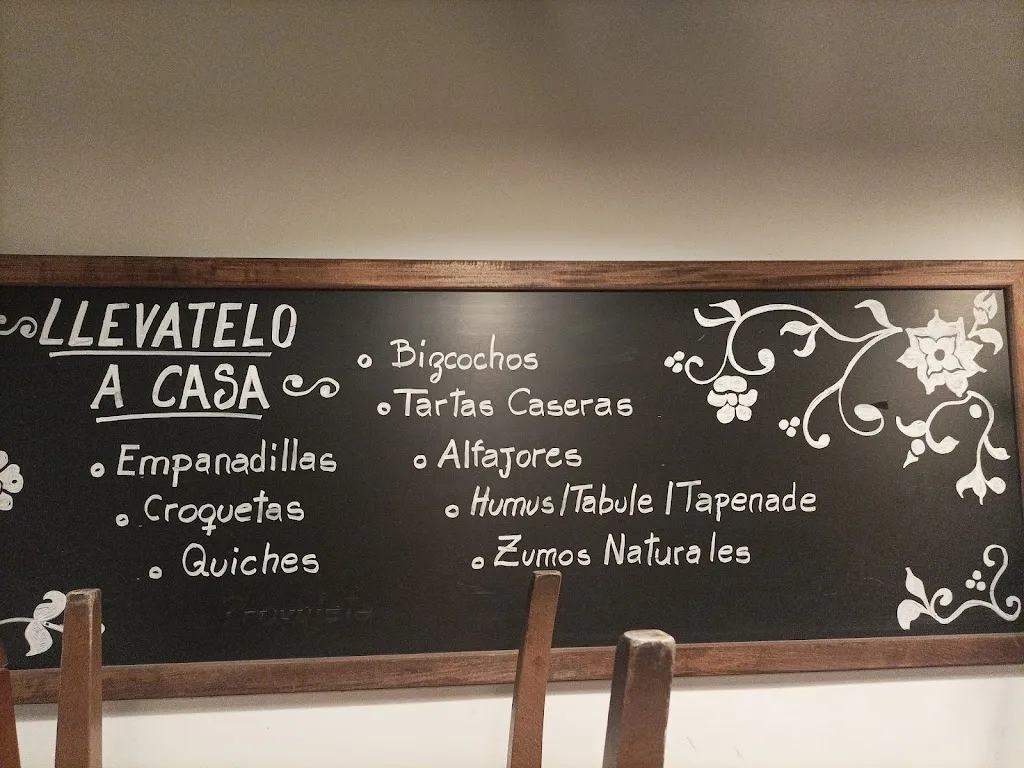 LLEVATELO
A CASA
Empanadillas
Croquetas
Quiches
Bizcochos
Tartas Caseras
Alfajores
Humus/Tabule/Tapenade
Zumos Naturales